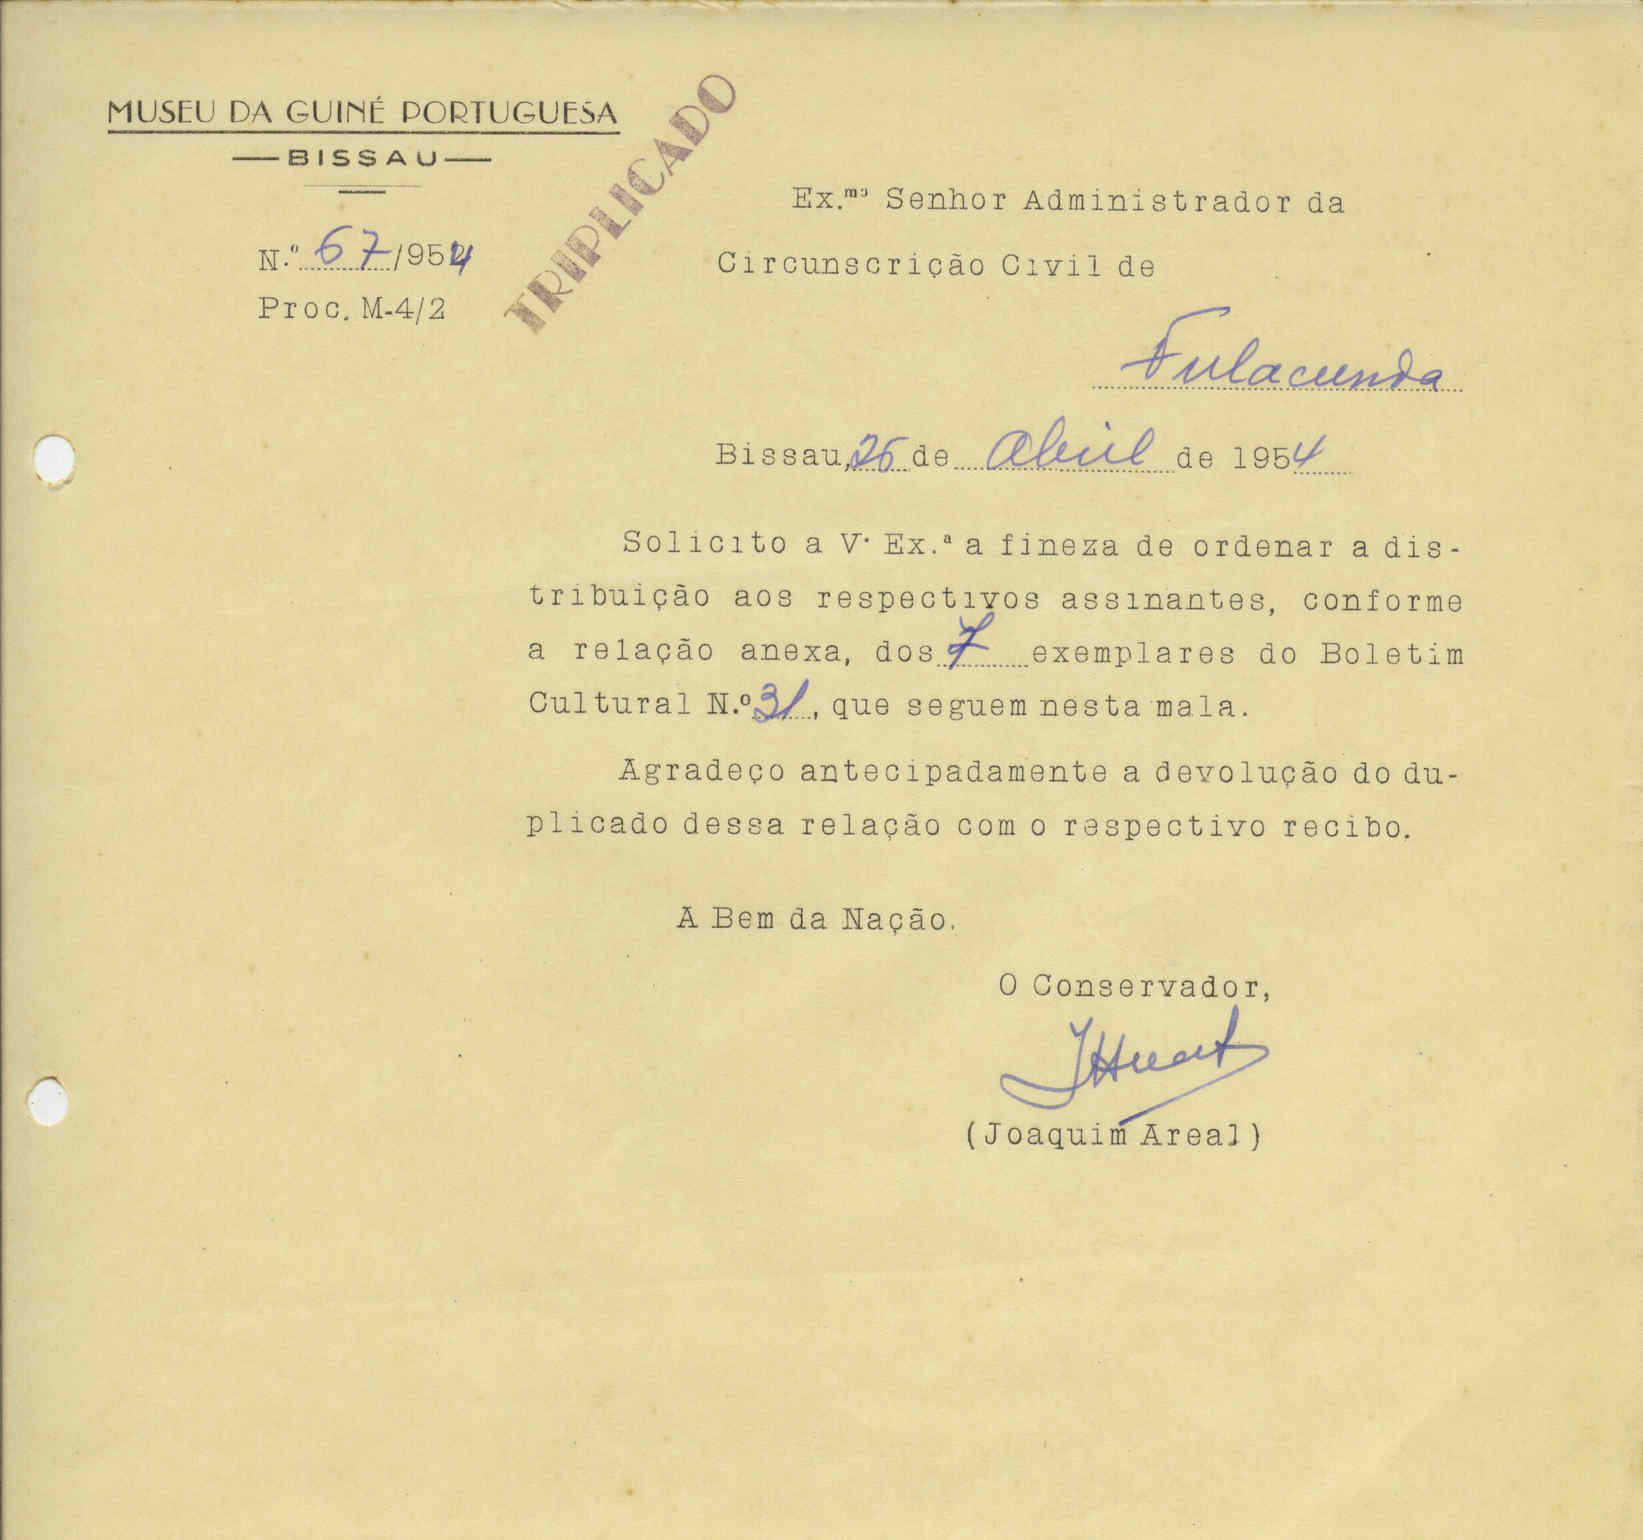 MUSEU DA GUINÉ PORTUGUESA
BISSAU
TRIPLICADO
N.º 67/954
Proc. M-4/2
Ex.mo Senhor Administrador da
Circunscrição Civil de
Fulacunda
Bissau, 26 de Abril de 1954
Solicito a V. Ex.ª a fineza de ordenar a dis-
tribuição aos respectivos assinantes, conforme
a relação anexa, dos 7 exemplares do Boletim
Cultural N.º 31, que seguem nesta mala.
Agradeço antecipadamente a devolução do du-
plicado dessa relação com o respectivo recibo.
A Bem da Nação.
O Conservador,
(Joaquim Areal)